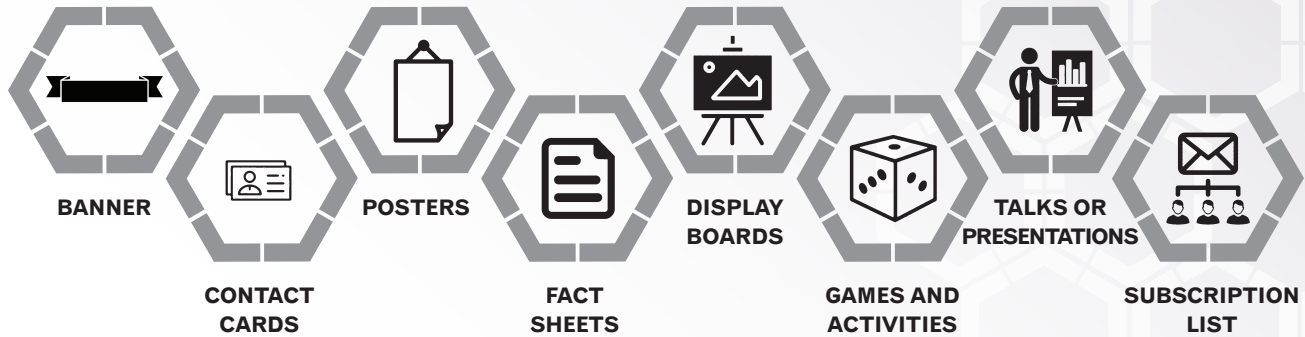 BANNER
CONTACT
CARDS
POSTERS
FACT
SHEETS
DISPLAY
BOARDS
GAMES AND
ACTIVITIES
TALKS OR
PRESENTATIONS
SUBSCRIPTION
LIST